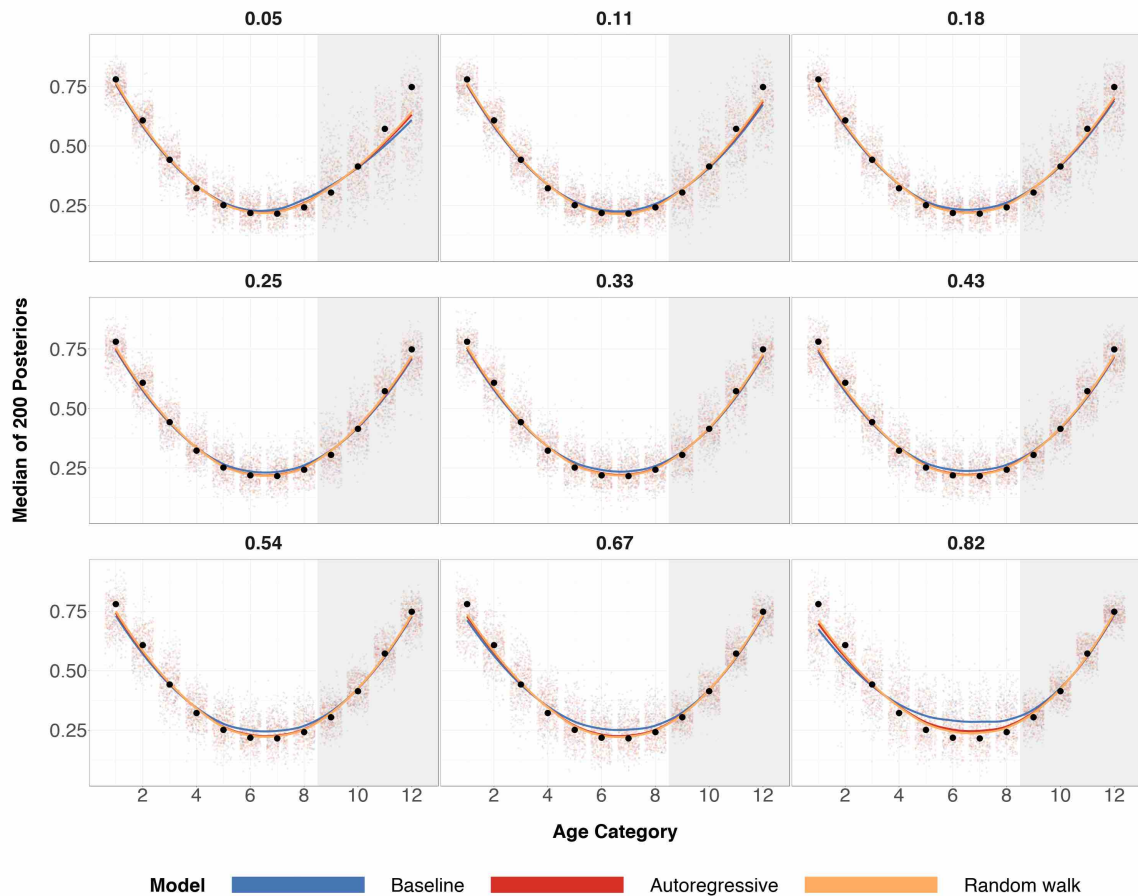 0.05 0.11 0.18
0.75
0.50
0.25
0.25 0.33 0.43
0.75
0.50
0.25
Median of 200 Posteriors
0.54 0.67 0.82
0.75
0.50
0.25
2 4 6 8 10 12 2 4 6 8 10 12 2 4 6 8 10 12
Age Category
Model Baseline Autoregressive Random walk